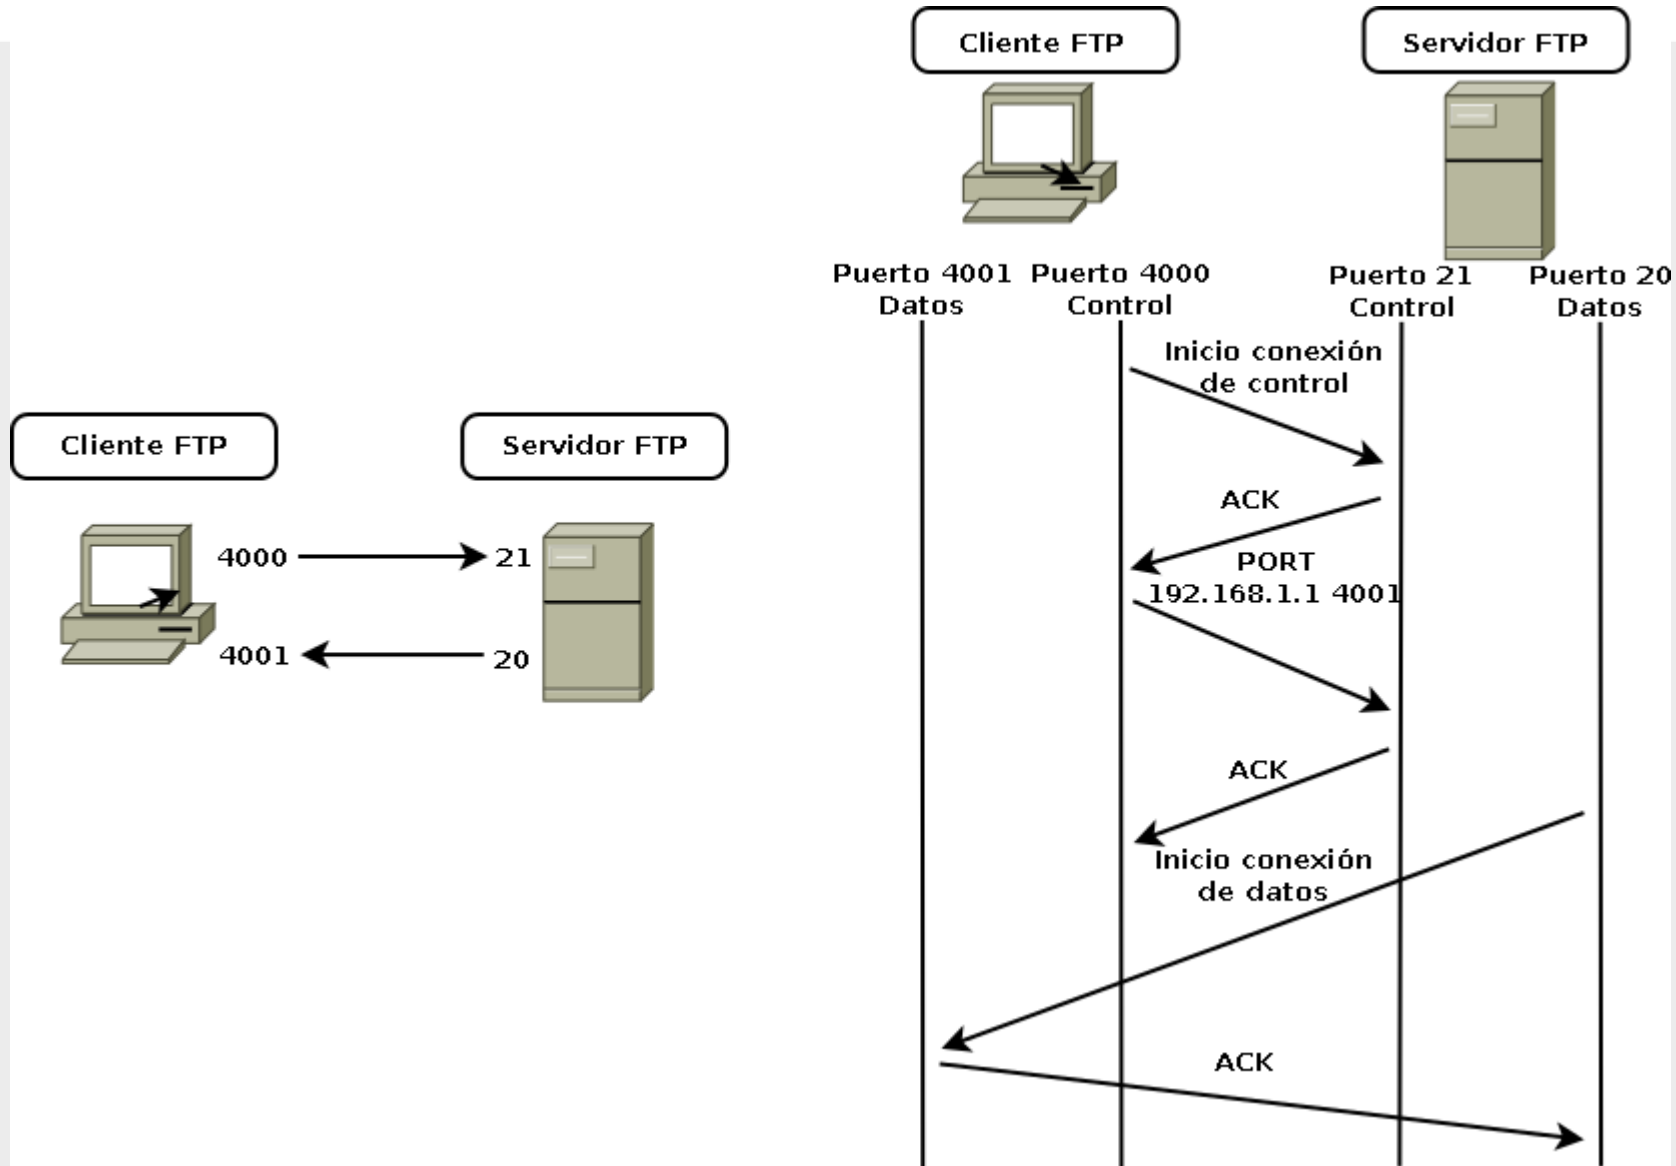 Cliente FTP
Servidor FTP
4000
21
4001
20
Cliente FTP
Servidor FTP
Puerto 4001
Datos
Puerto 4000
Control
Puerto 21
Control
Puerto 20
Datos
Inicio conexión
de control
ACK
PORT
192.168.1.1 4001
ACK
Inicio conexión
de datos
ACK